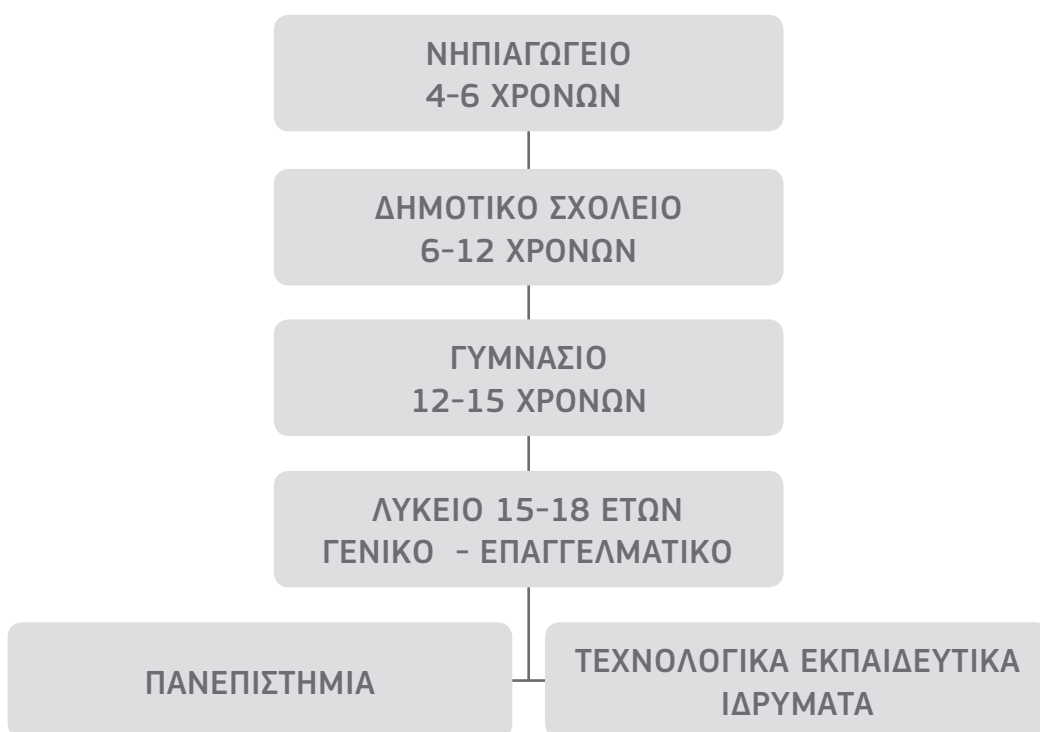 ΝΗΠΙΑΓΩΓΕΙΟ
4-6 ΧΡΟΝΩΝ
ΔΗΜΟΤΙΚΟ ΣΧΟΛΕΙΟ
6-12 ΧΡΟΝΩΝ
ΓΥΜΝΑΣΙΟ
12-15 ΧΡΟΝΩΝ
ΛΥΚΕΙΟ 15-18 ΕΤΩΝ
ΓΕΝΙΚΟ - ΕΠΑΓΓΕΛΜΑΤΙΚΟ
ΠΑΝΕΠΙΣΤΗΜΙΑ
ΤΕΧΝΟΛΟΓΙΚΑ ΕΚΠΑΙΔΕΥΤΙΚΑ
ΙΔΡΥΜΑΤΑ